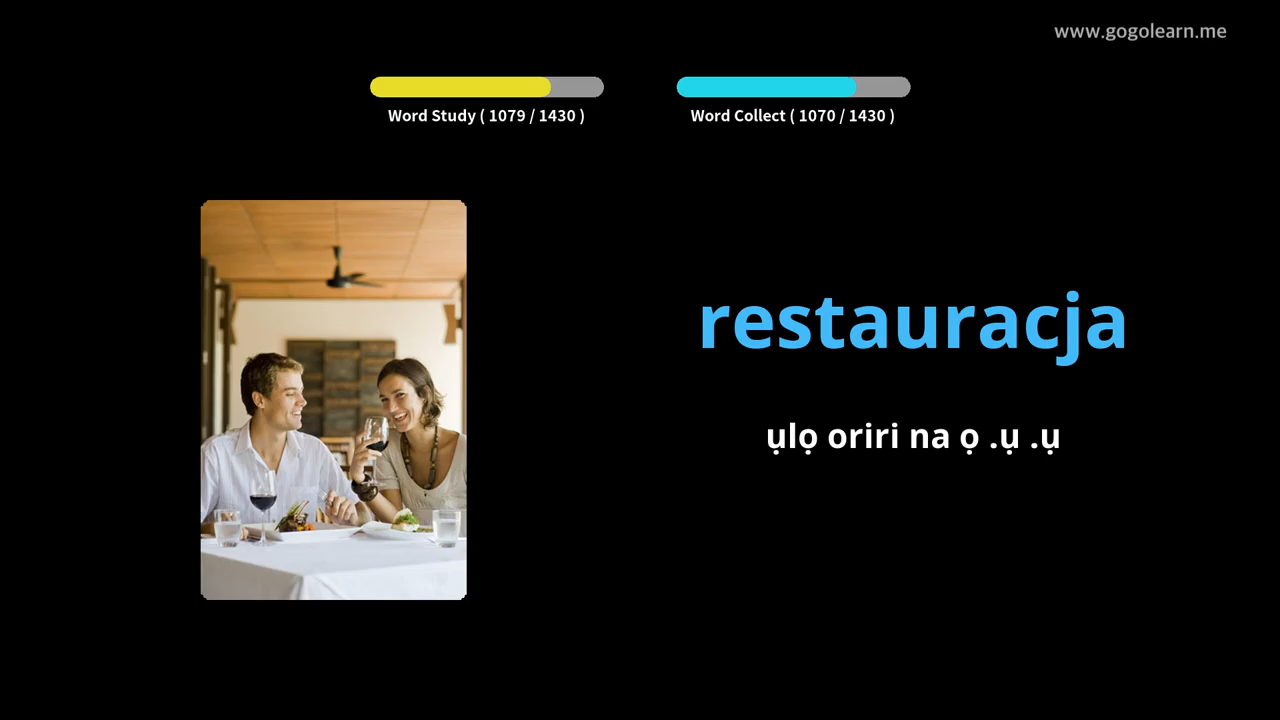 www.gogolearn.me
Word Study ( 1079 / 1430 )
Word Collect ( 1070 / 1430 )
restauracja
ụlọ oriri na ọ .ụ .ụ